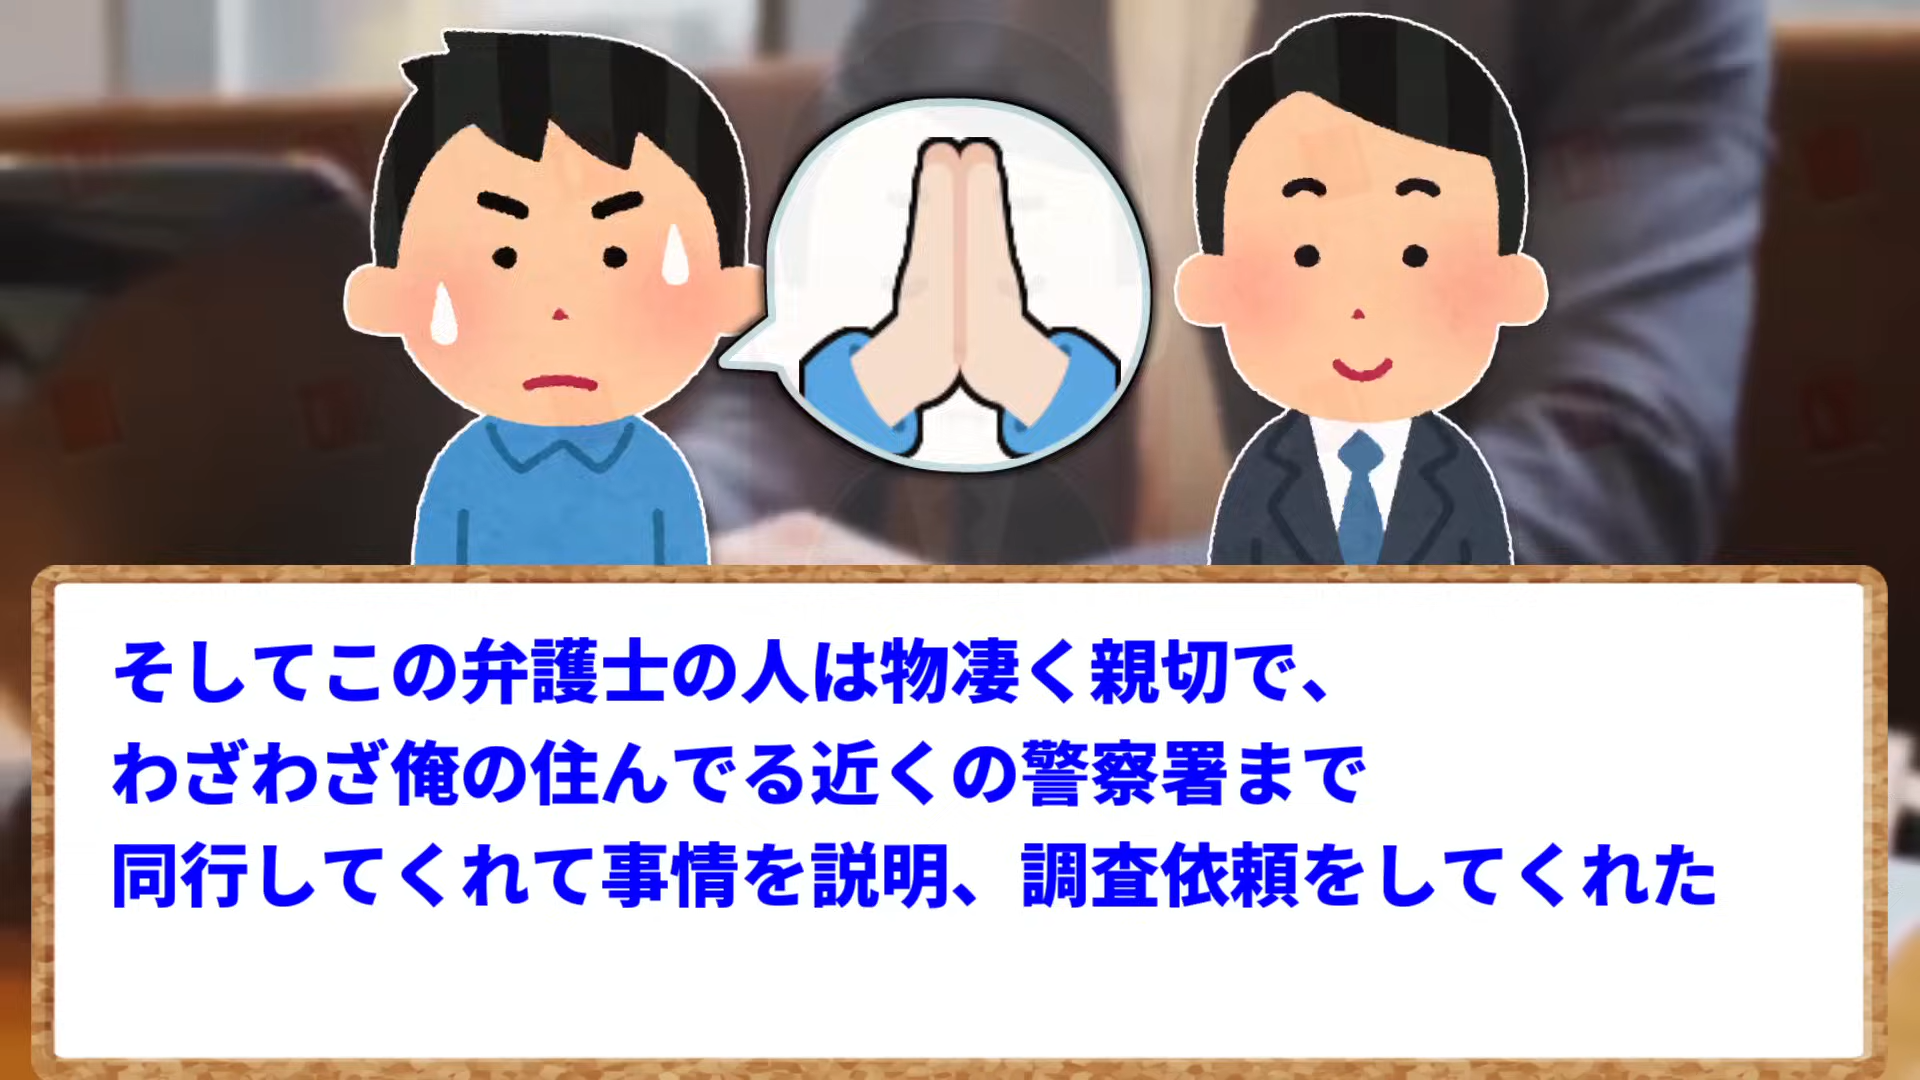 そしてこの弁護士の人は物凄く親切で、
わざわざ俺の住んでる近くの警察署まで
同行してくれて事情を説明、調査依頼をしてくれた